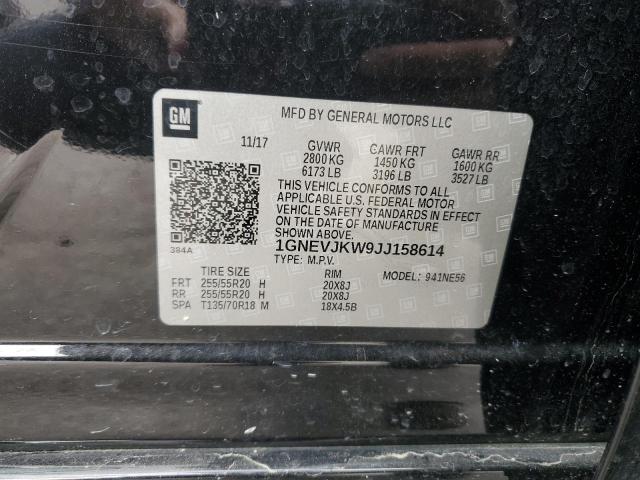 GM
MFD BY GENERAL MOTORS LLC
11/17 GVWR GAWR FRT GAWR RR
2800 KG 1450 KG 1600 KG
6173 LB 3196 LB 3527 LB
THIS VEHICLE CONFORMS TO ALL
APPLICABLE U.S. FEDERAL MOTOR
VEHICLE SAFETY STANDARDS IN EFFECT
ON THE DATE OF MANUFACTURE
SHOWN ABOVE.
384A
1GNEVJKW9JJ158614
TYPE: M.P.V.
TIRE SIZE RIM MODEL: 941NE56
FRT 255/55R20 H 20X8J
RR 255/55R20 H 20X8J
SPA T135/70R18 M 18X4.5B